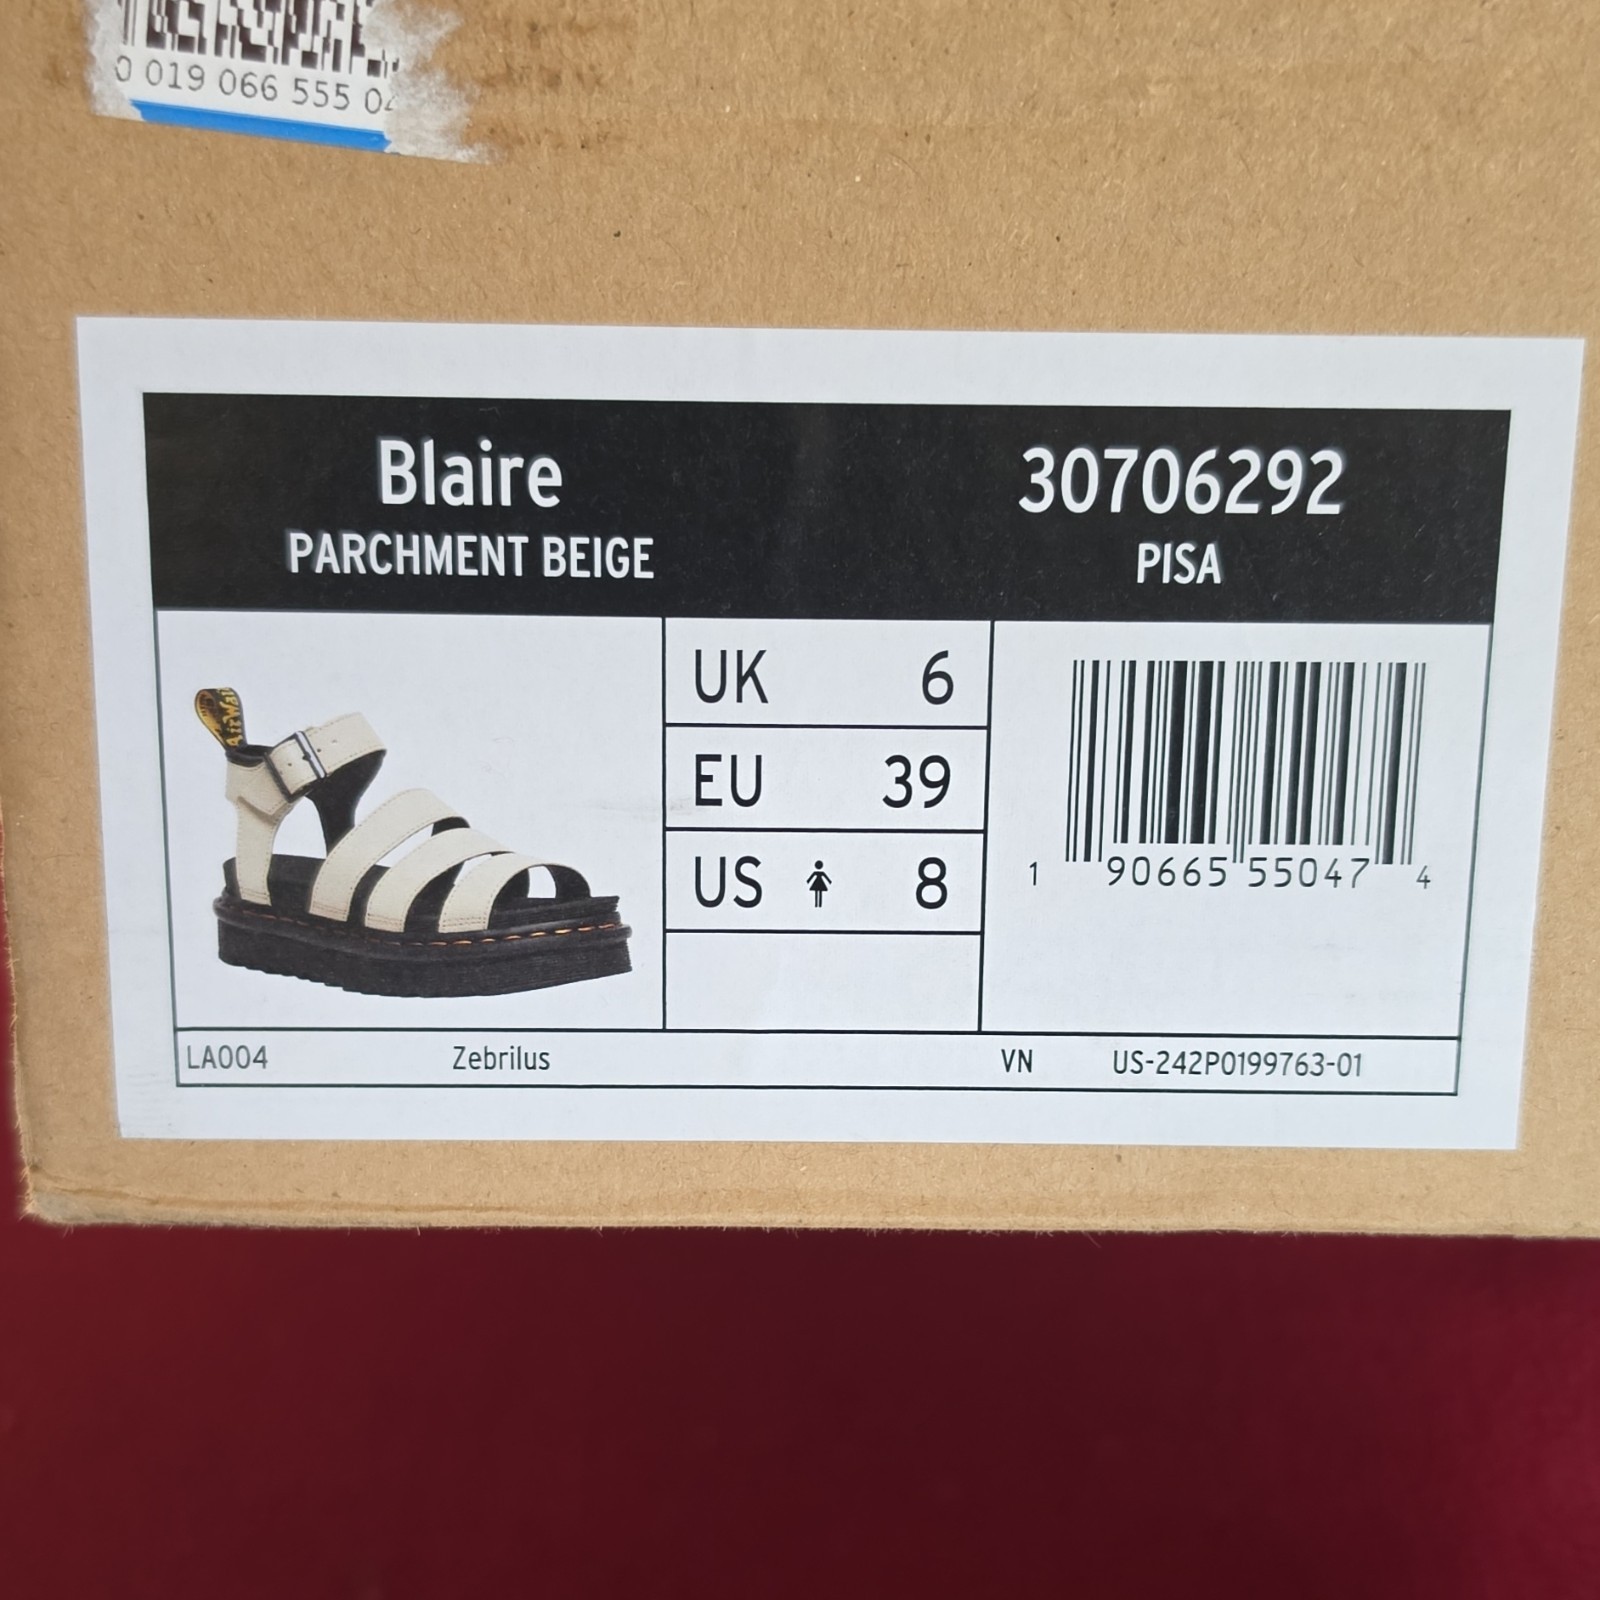 0 019 066 555 04
Blaire
PARCHMENT BEIGE
30706292
PISA
AirWai
UK 6
EU 39
US 8
1 90665 55047 4
LA004 Zebrilus VN US-242P0199763-01